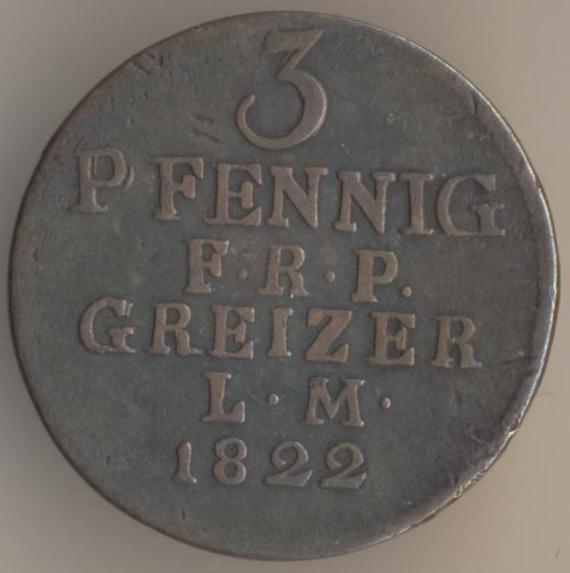 3
PFENNIG
F·R·P.
GREIZER
L·M·
1822